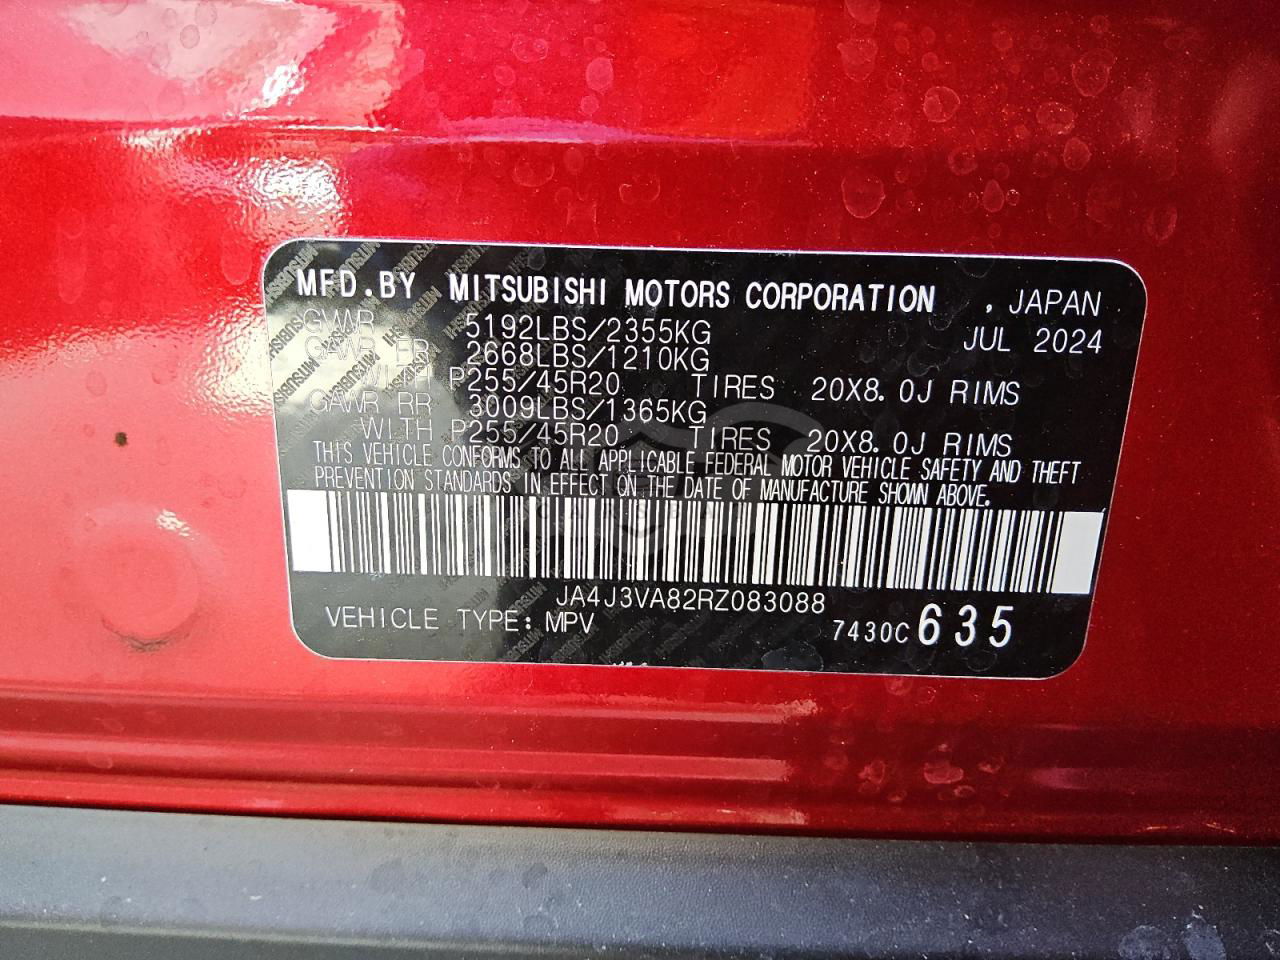 MFD.BY MITSUBISHI MOTORS CORPORATION , JAPAN
GVWR 5192LBS/2355KG JUL 2024
GAWR FR 2668LBS/1210KG
WITH P255/45R20 TIRES 20X8.0J RIMS
GAWR RR 3009LBS/1365KG
WITH P255/45R20 TIRES 20X8.0J RIMS
THIS VEHICLE CONFORMS TO ALL APPLICABLE FEDERAL MOTOR VEHICLE SAFETY AND THEFT
PREVENTION STANDARDS IN EFFECT ON THE DATE OF MANUFACTURE SHOWN ABOVE.
JA4J3VA82RZ083088
VEHICLE TYPE: MPV 7430C 635